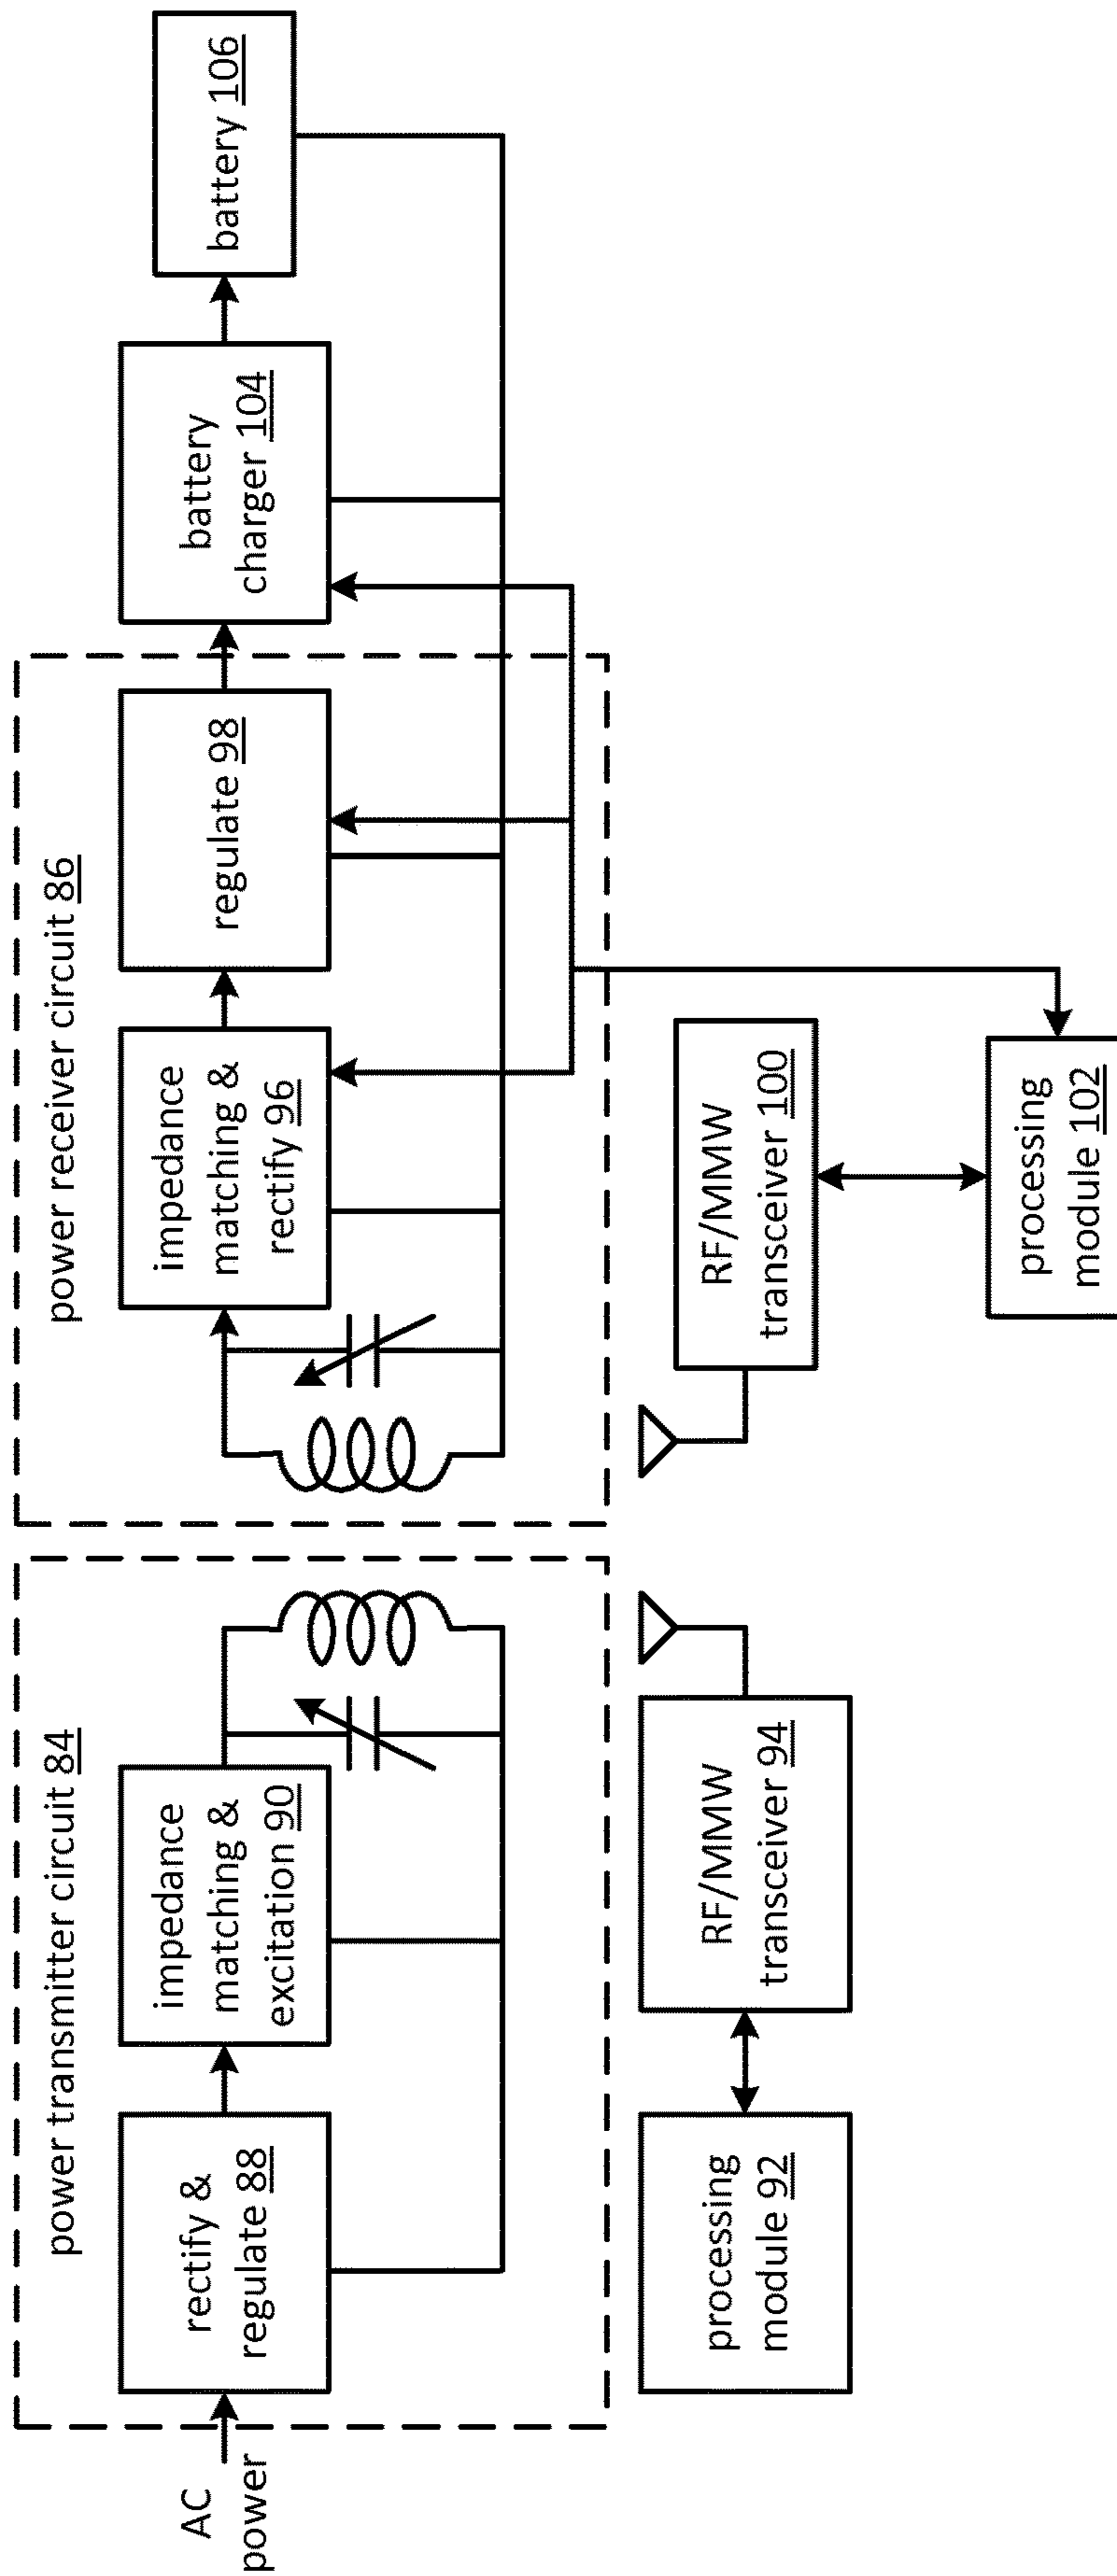 power transmitter circuit 84
AC
power
rectify &
regulate 88
impedance
matching &
excitation 90
processing
module 92
RF/MMW
transceiver 94
power receiver circuit 86
impedance
matching &
rectify 96
regulate 98
battery
charger 104
battery 106
RF/MMW
transceiver 100
processing
module 102